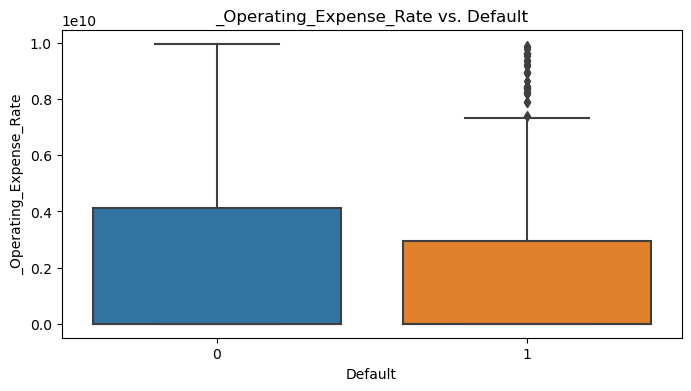 _Operating_Expense_Rate vs. Default
1e10
_Operating_Expense_Rate
1.0
0.8
0.6
0.4
0.2
0.0
0
1
Default